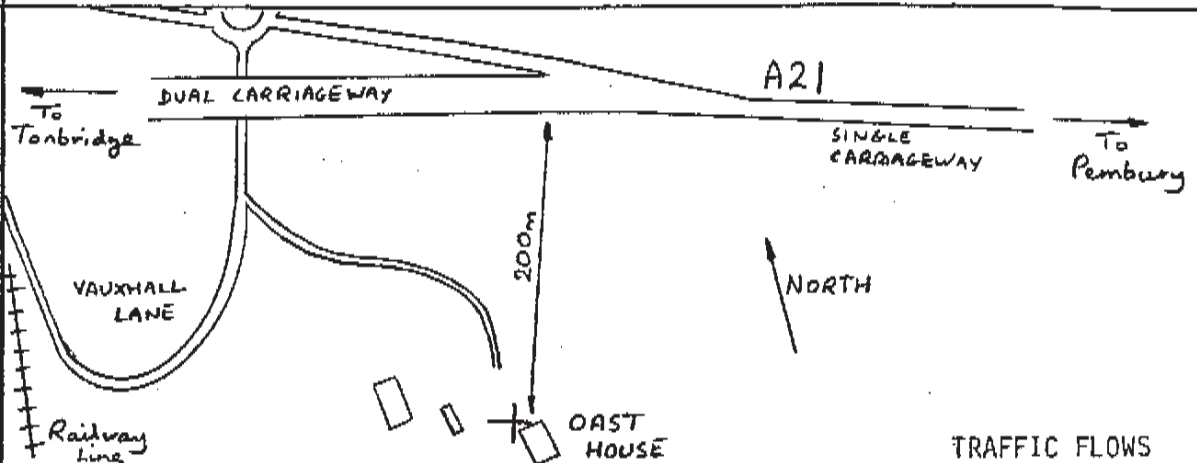 A21
DUAL CARRIAGEWAY
To
Tonbridge
SINGLE
CARRIAGEWAY
To
Pembury
200m
VAUXHALL
LANE
NORTH
Railway
Line
OAST
HOUSE
TRAFFIC FLOWS